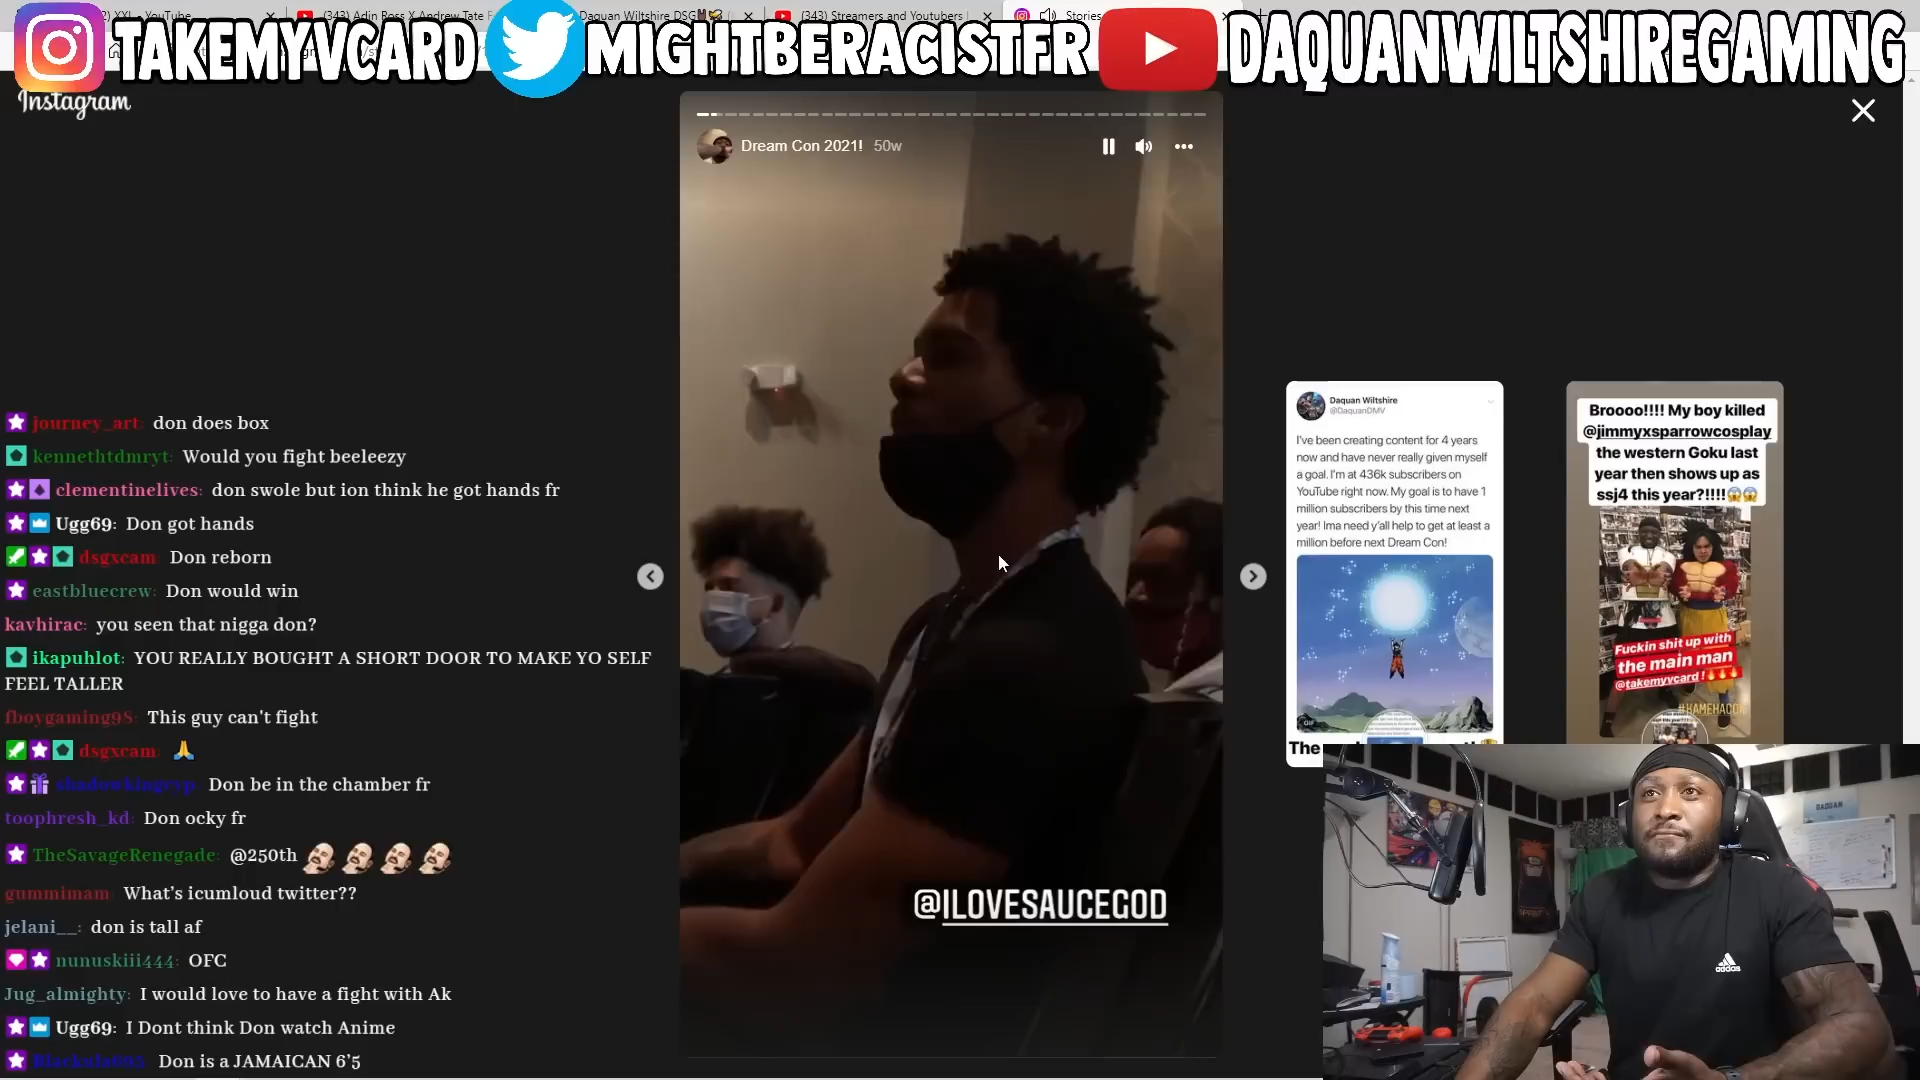 TAKEMYVCARD MIGHTBERACISTFR DAQUANWILTSHIREGAMING
Instagram
Dream Con 2021! 50w
journey_art: don does box
kennethtdmryt: Would you fight beeleezy
clementinelives: don swole but ion think he got hands fr
Ugg69: Don got hands
dsgxcam: Don reborn
eastbluecrew: Don would win
kavhirac: you seen that nigga don?
ikapuhlot: YOU REALLY BOUGHT A SHORT DOOR TO MAKE YO SELF
FEEL TALLER
fboygaming98: This guy can't fight
dsgxcam: 🙏
Don be in the chamber fr
toophresh_kd: Don ocky fr
TheSavageRenegade: @250th
gummimam: What's icumloud twitter??
jelani__: don is tall af
nunuskiii444: OFC
Jug_almighty: I would love to have a fight with Ak
Ugg69: I Dont think Don watch Anime
Don is a JAMAICAN 6'5
@ILOVESAUCEGOD
Daquan Wiltshire
@DaquanDMV
I've been creating content for 4 years
now and have never really given myself
a goal. I'm at 436k subscribers on
YouTube right now. My goal is to have 1
million subscribers by this time next
year! Ima need y'all help to get at least a
million before next Dream Con!
GIF
The
Broooo!!!! My boy killed
@jimmyxsparrowcosplay
the western Goku last
year then shows up as
ssj4 this year?!!!!😱😱
Fuckin shit up with
the main man
@takemyvcard !🔥🔥🔥
#KAMEHACON
DAQUAN
adidas